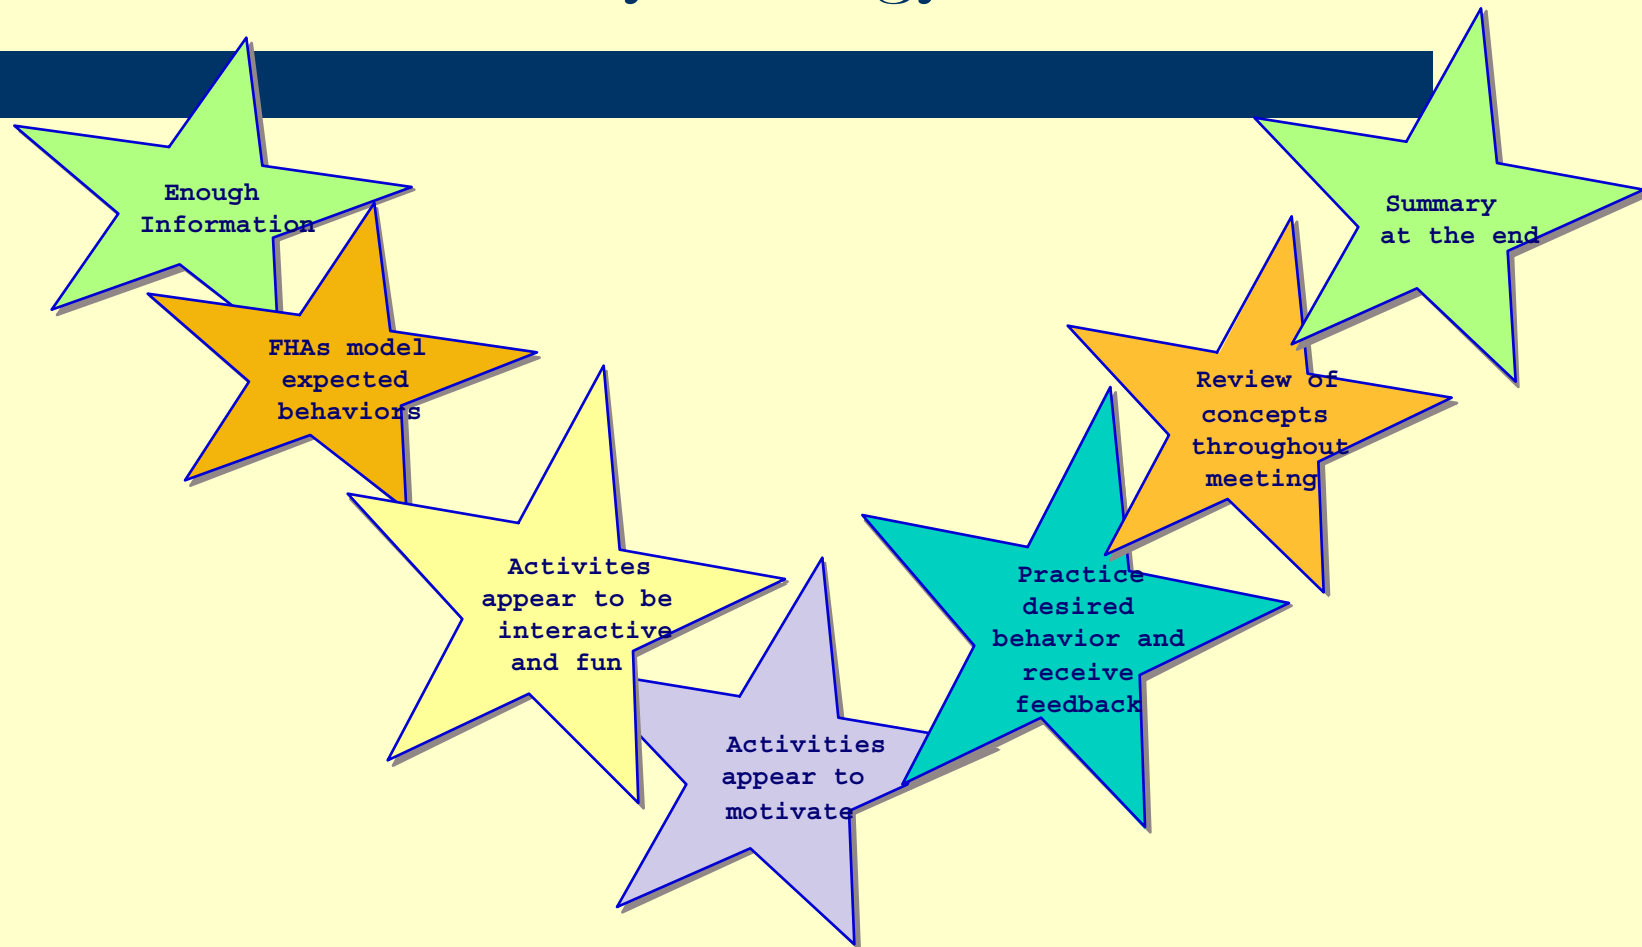 Enough
Information
FHAs model
expected
behaviors
Activites
appear to be
interactive
and fun
Activities
appear to
motivate
Practice
desired
behavior and
receive
feedback
Review of
concepts
throughout
meeting
Summary
at the end